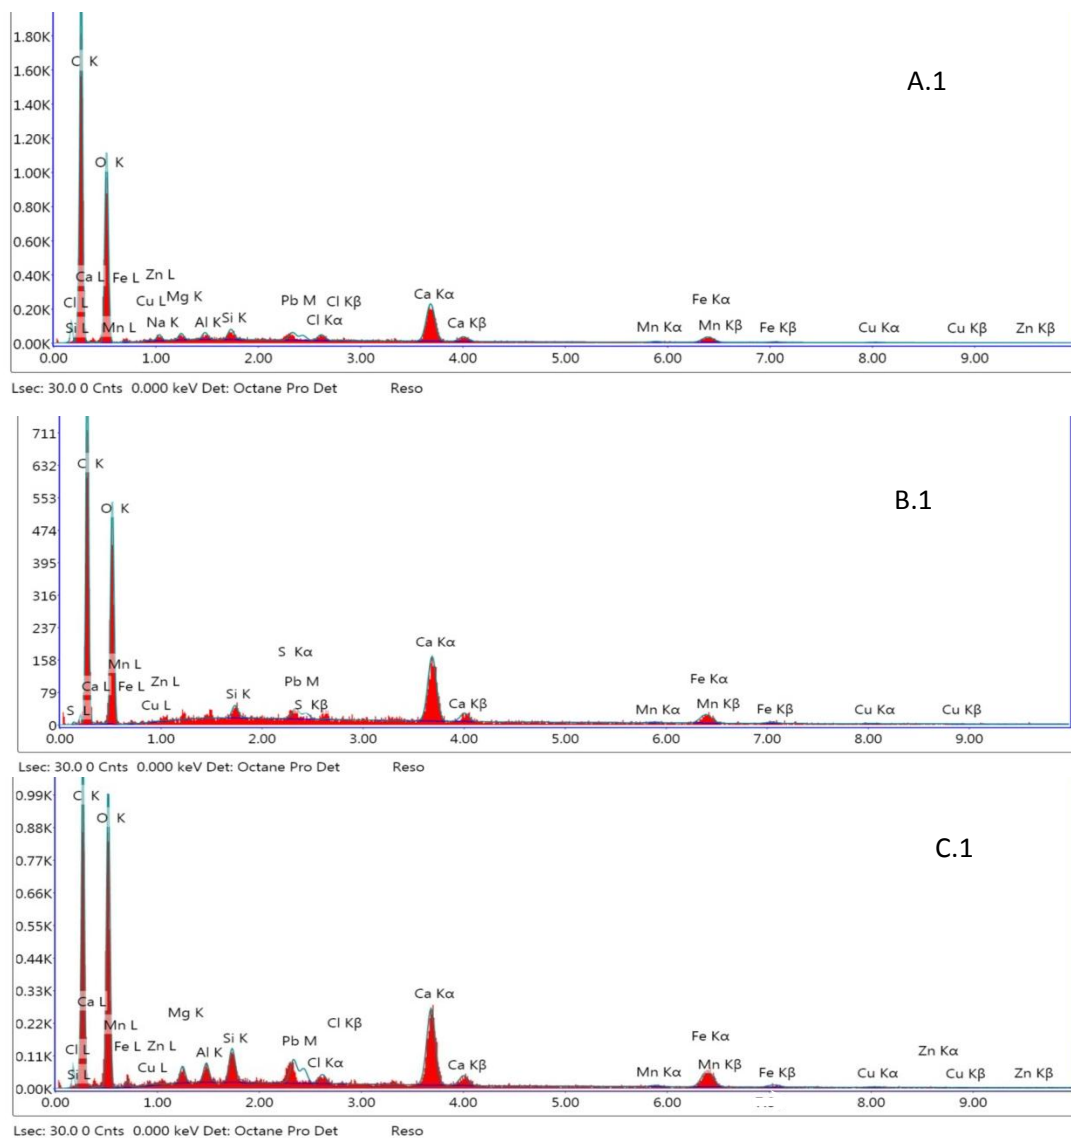 1.80K
1.60K
1.40K
1.20K
1.00K
0.80K
0.60K
0.40K
0.20K
0.00K
C K
A.1
O K
Ca L Fe L Zn L
Cl L Cu L Mg K Pb M Cl Kβ Ca Kα Fe Kα
Si L Mn L Na K Al K Si K Cl Kα Ca Kβ Mn Kα Mn Kβ Fe Kβ Cu Kα Cu Kβ Zn Kβ
0.00 1.00 2.00 3.00 4.00 5.00 6.00 7.00 8.00 9.00
Lsec: 30.0 0 Cnts 0.000 keV Det: Octane Pro Det Reso
711
632
553
474
395
316
237
158
79
0
C K
B.1
O K
S Kα Ca Kα
Mn L
Ca L Fe L Zn L Pb M Fe Kα
S L Cu L Si K S Kβ Ca Kβ Mn Kα Mn Kβ Fe Kβ Cu Kα Cu Kβ
0.00 1.00 2.00 3.00 4.00 5.00 6.00 7.00 8.00 9.00
Lsec: 30.0 0 Cnts 0.000 keV Det: Octane Pro Det Reso
0.99K
0.88K
0.77K
0.66K
0.55K
0.44K
0.33K
0.22K
0.11K
0.00K
C K
O K
C.1
Ca L Ca Kα
Mg K
Mn L Cl Kβ
Cl L Fe L Zn L Al K Si K Pb M Fe Kα Zn Kα
Si L Cu L Cl Kα Ca Kβ Mn Kα Mn Kβ Fe Kβ Cu Kα Cu Kβ Zn Kβ
0.00 1.00 2.00 3.00 4.00 5.00 6.00 7.00 8.00 9.00
Lsec: 30.0 0 Cnts 0.000 keV Det: Octane Pro Det Reso